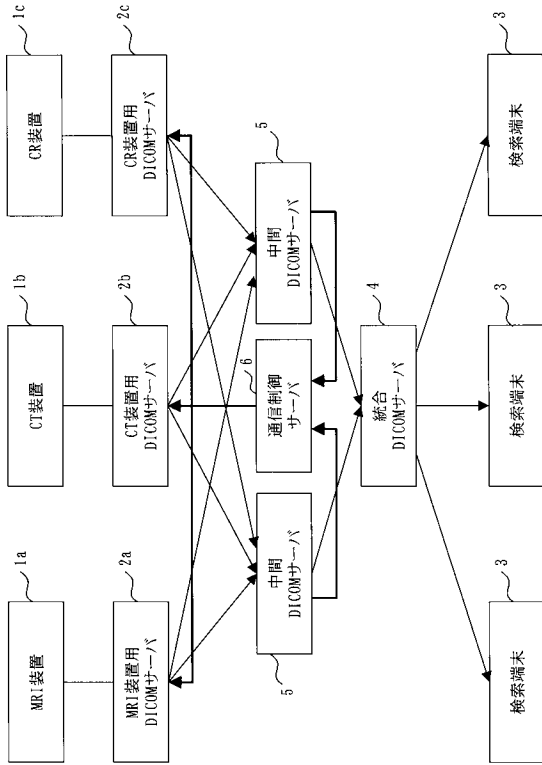 1a
MRI装置
1b
CT装置
1c
CR装置
2a
MRI装置用
DICOMサーバ
2b
CT装置用
DICOMサーバ
2c
CR装置用
DICOMサーバ
5
中間
DICOMサーバ
6
通信制御
サーバ
5
中間
DICOMサーバ
4
統合
DICOMサーバ
3
検索端末
3
検索端末
3
検索端末